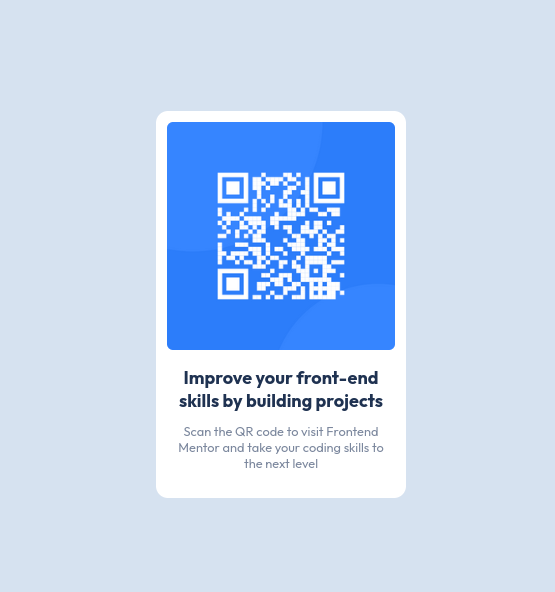 Improve your front-end
skills by building projects
Scan the QR code to visit Frontend
Mentor and take your coding skills to
the next level